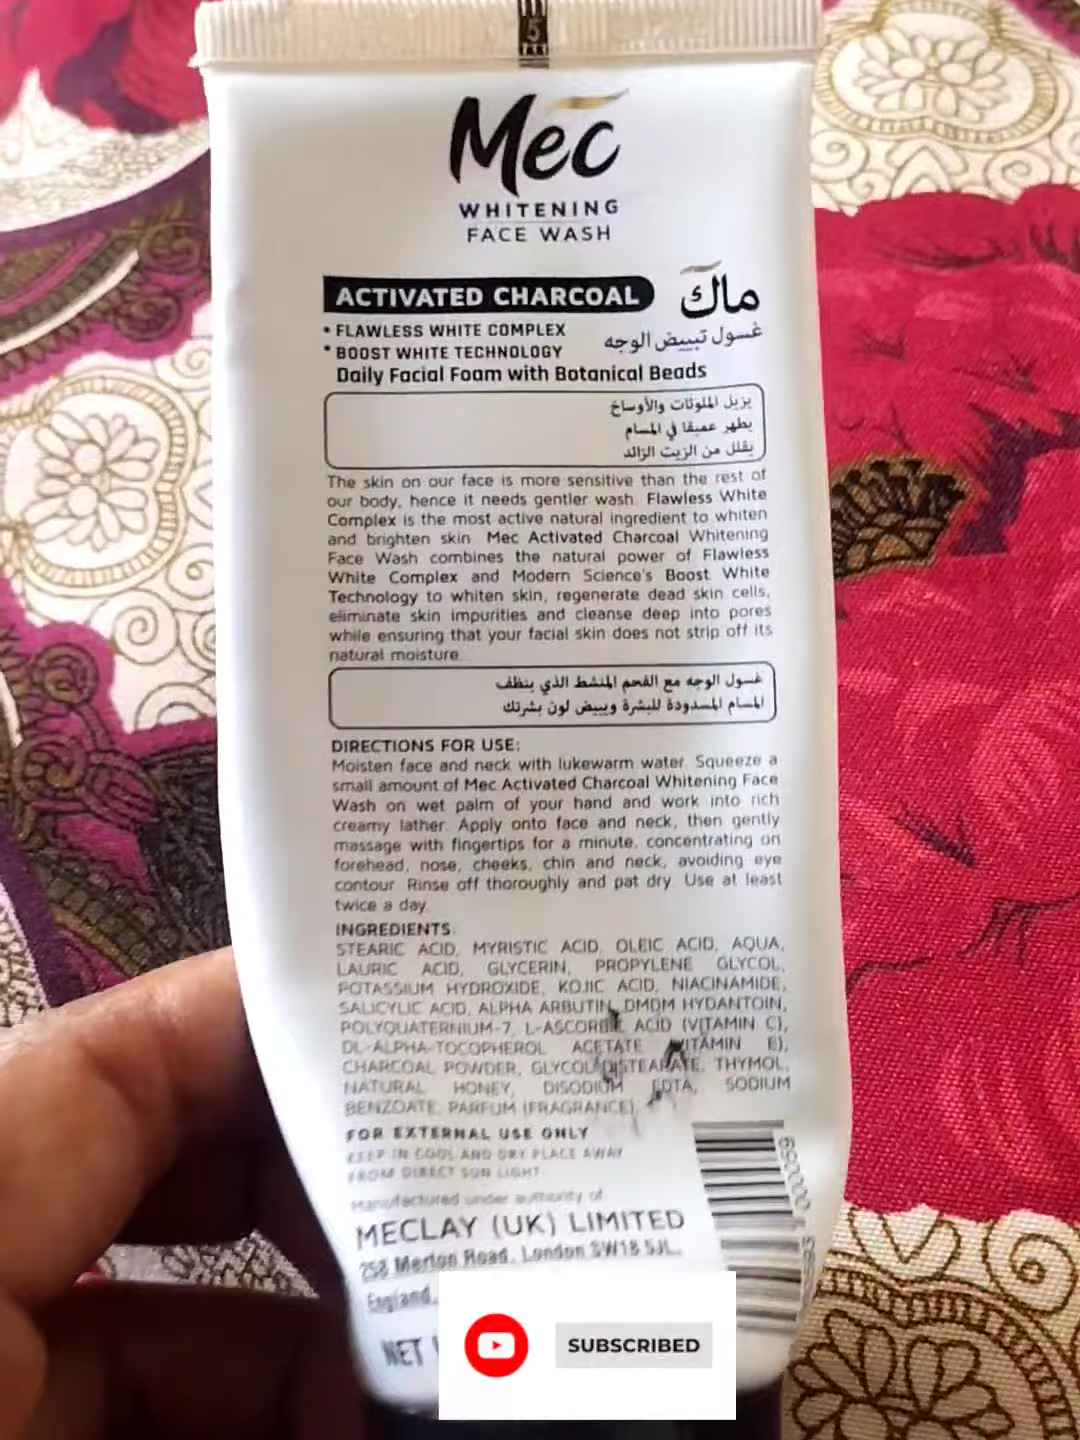 5
Mec
WHITENING
FACE WASH
ACTIVATED CHARCOAL
ماك
• FLAWLESS WHITE COMPLEX
غسول تبييض الوجه
• BOOST WHITE TECHNOLOGY
Daily Facial Foam with Botanical Beads
يزيل الملوثات والأوساخ
يطهر عميقا في المسام
يقلل من الزيت الزائد
The skin on our face is more sensitive than the rest of
our body, hence it needs gentler wash. Flawless White
Complex is the most active natural ingredient to whiten
and brighten skin. Mec Activated Charcoal Whitening
Face Wash combines the natural power of Flawless
White Complex and Modern Science's Boost White
Technology to whiten skin, regenerate dead skin cells,
eliminate skin impurities and cleanse deep into pores
while ensuring that your facial skin does not strip off its
natural moisture.
غسول الوجه مع الفحم المنشط الذي ينظف
المسام المسدودة للبشرة ويبيض لون بشرتك
DIRECTIONS FOR USE:
Moisten face and neck with lukewarm water. Squeeze a
small amount of Mec Activated Charcoal Whitening Face
Wash on wet palm of your hand and work into rich
creamy lather. Apply onto face and neck, then gently
massage with fingertips for a minute, concentrating on
forehead, nose, cheeks, chin and neck, avoiding eye
contour. Rinse off thoroughly and pat dry. Use at least
twice a day.
INGREDIENTS:
STEARIC ACID, MYRISTIC ACID, OLEIC ACID, AQUA,
LAURIC ACID, GLYCERIN, PROPYLENE GLYCOL,
POTASSIUM HYDROXIDE, KOJIC ACID, NIACINAMIDE,
SALICYLIC ACID, ALPHA ARBUTIN, DMDM HYDANTOIN,
POLYQUATERNIUM-7, L-ASCORBIC ACID (VITAMIN C),
DL-ALPHA-TOCOPHEROL ACETATE (VITAMIN E),
CHARCOAL POWDER, GLYCOL DISTEARATE, THYMOL,
NATURAL HONEY, DISODIUM EDTA, SODIUM
BENZOATE, PARFUM (FRAGRANCE).
FOR EXTERNAL USE ONLY
KEEP IN COOL AND DRY PLACE AWAY
FROM DIRECT SUN LIGHT
Manufactured under authority of
MECLAY (UK) LIMITED
258 Merton Road, London SW18 5JL,
England.
NET
SUBSCRIBED